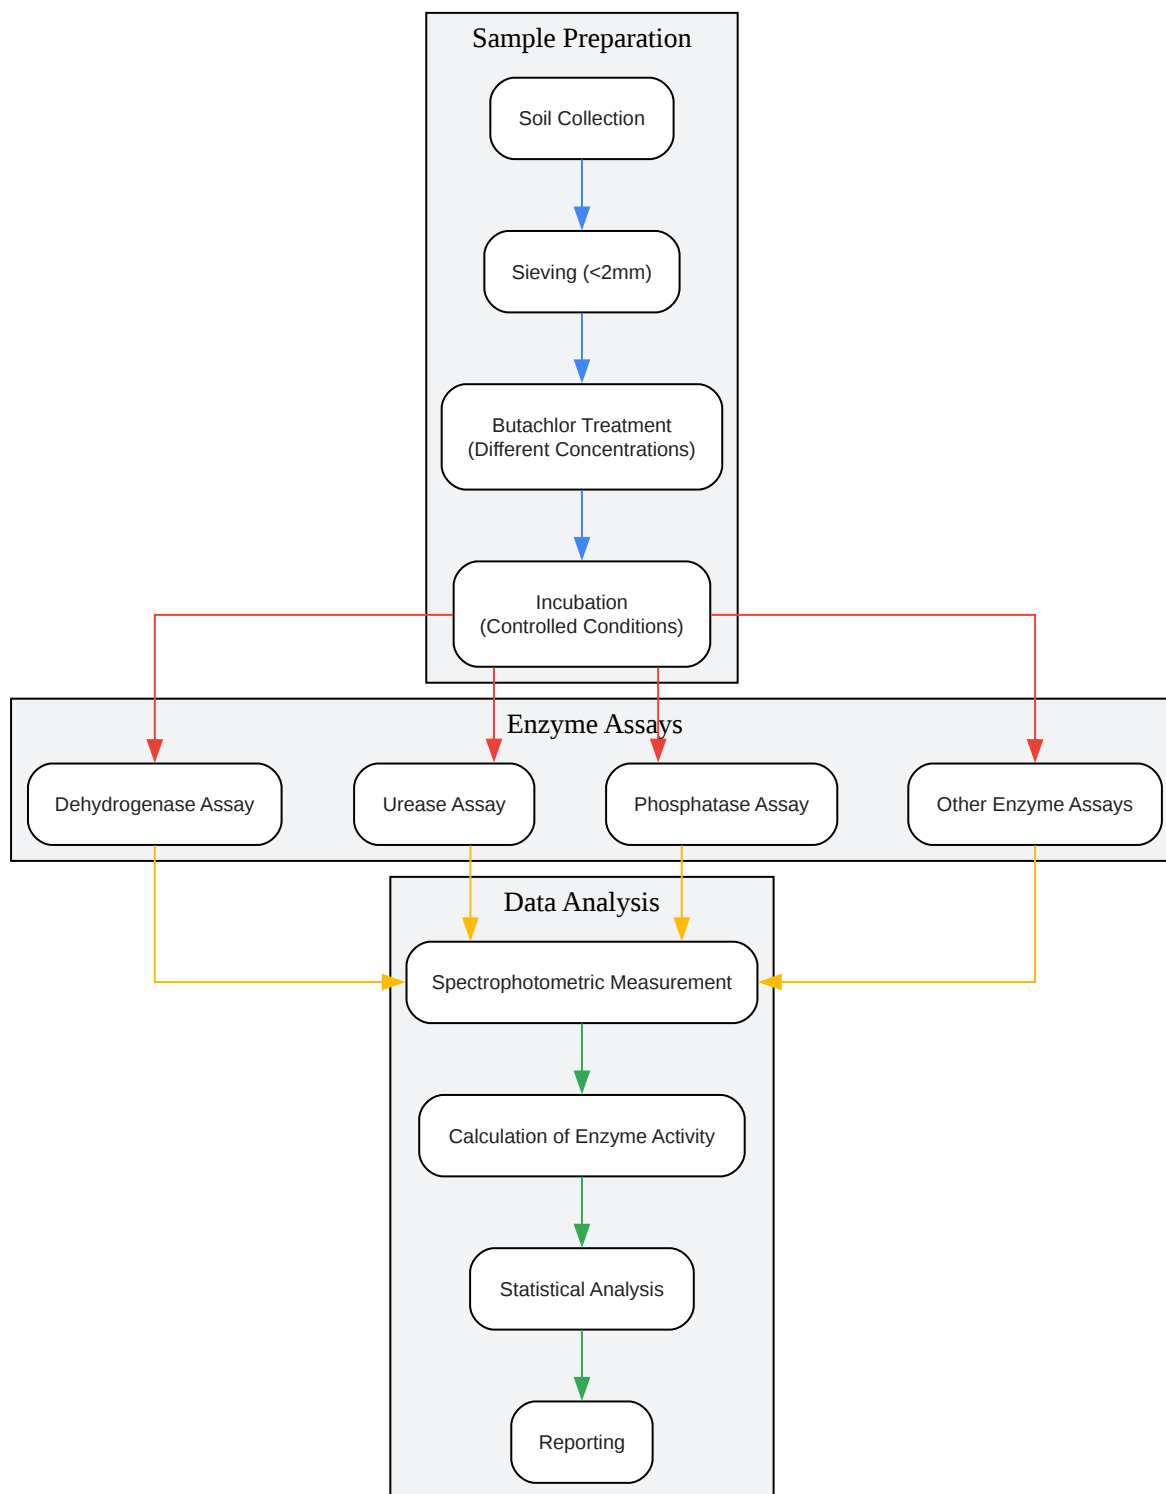 Sample Preparation
Soil Collection
Sieving (<2mm)
Butachlor Treatment
(Different Concentrations)
Incubation
(Controlled Conditions)
Enzyme Assays
Dehydrogenase Assay
Urease Assay
Phosphatase Assay
Other Enzyme Assays
Data Analysis
Spectrophotometric Measurement
Calculation of Enzyme Activity
Statistical Analysis
Reporting